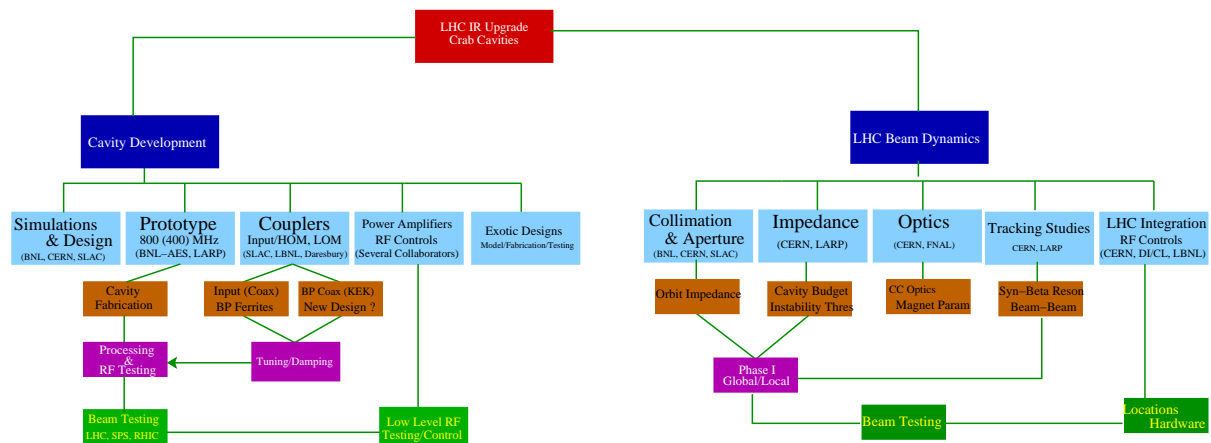 LHC IR Upgrade
Crab Cavities
Cavity Development
LHC Beam Dynamics
Simulations
& Design
(BNL, CERN, SLAC)
Prototype
800 (400) MHz
(BNL−AES, LARP)
Couplers
Input/HOM, LOM
(SLAC, LBNL, Daresbury)
Power Amplifiers
RF Controls
(Several Collaborators)
Exotic Designs
Model/Fabrication/Testing
Collimation
& Aperture
(BNL, CERN, SLAC)
Impedance
(CERN, LARP)
Optics
(CERN, FNAL)
Tracking Studies
CERN, LARP
LHC Integration
RF Controls
(CERN, DI/CL, LBNL)
Cavity
Fabrication
Input (Coax)
BP Ferrites
BP Coax (KEK)
New Design ?
Orbit Impedance
Cavity Budget
Instability Thres
CC Optics
Magnet Param
Syn−Beta Reson
Beam−Beam
Processing
&
RF Testing
Tuning/Damping
Phase I
Global/Local
Beam Testing
LHC, SPS, RHIC
Low Level RF
Testing/Control
Beam Testing
Locations
Hardware